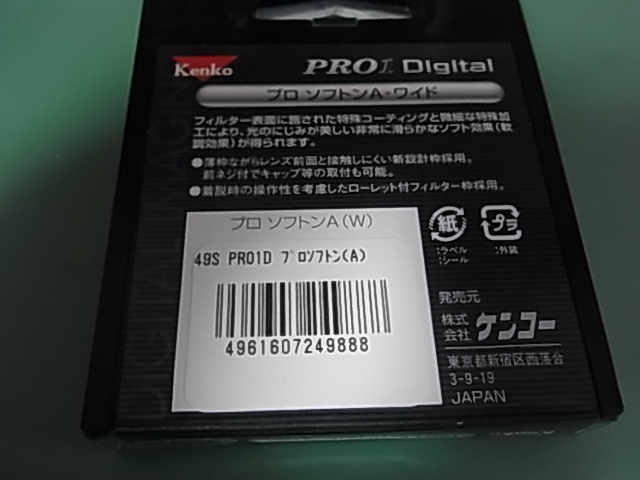 Kenko
PRO1 Digital
プロ ソフトンA・ワイド
フィルター表面に施された特殊コーティングと微細な特殊加
工により、光のにじみが美しい非常に滑らかなソフト効果(軟
調効果)が得られます。
●薄枠ながらレンズ前面と接触しにくい新設計枠採用。
前ネジ付でキャップ等の取付も可能。
●着脱時の操作性を考慮したローレット付フィルター枠採用。
プロ ソフトンA(W)
49S PRO1D プロソフトン(A)
4961607249888
紙
プラ
:ラベル
:シール
:外装
発売元
株式
会社
ケンコー
東京都新宿区西落合
3-9-19
JAPAN